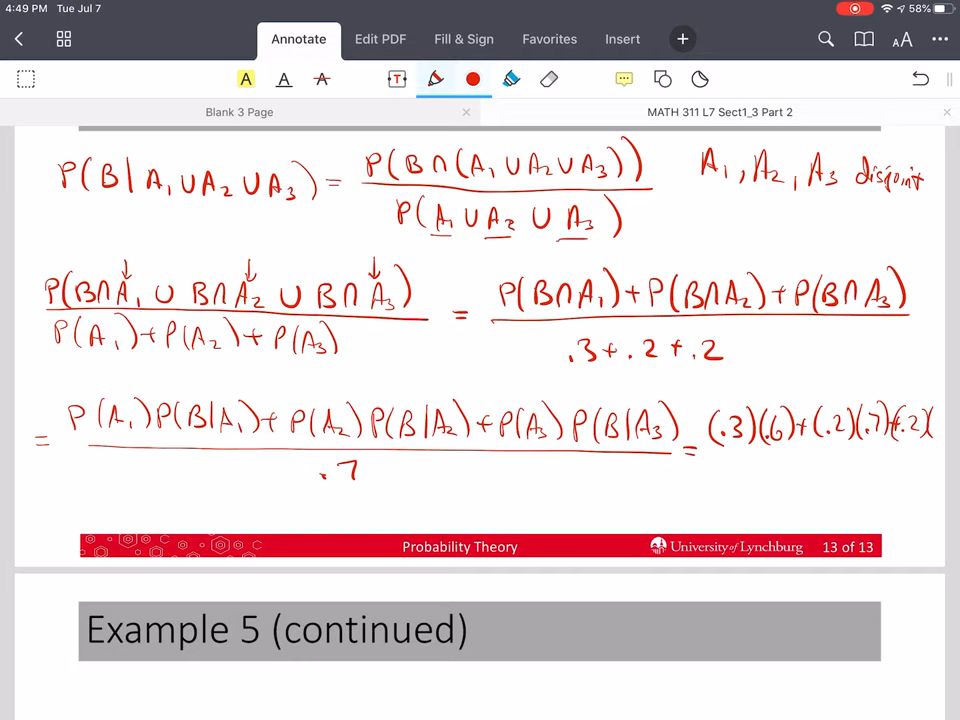 4:49 PM Tue Jul 7 58%
Annotate Edit PDF Fill & Sign Favorites Insert
A A A T AA
Blank 3 Page MATH 311 L7 Sect1_3 Part 2
P(B|A₁∪A₂∪A₃) = P(B∩(A₁∪A₂∪A₃)) A₁, A₂, A₃ disjoint
P(A₁∪A₂∪A₃)
P(B∩A₁ ∪ B∩A₂ ∪ B∩A₃) = P(B∩A₁)+P(B∩A₂)+P(B∩A₃)
P(A₁)+P(A₂)+P(A₃) .3+.2+.2
= P(A₁)P(B|A₁)+P(A₂)P(B|A₂)+P(A₃)P(B|A₃) = (.3)(.6)+(.2)(.7)+(.2)(
.7
Probability Theory University of Lynchburg 13 of 13
Example 5 (continued)